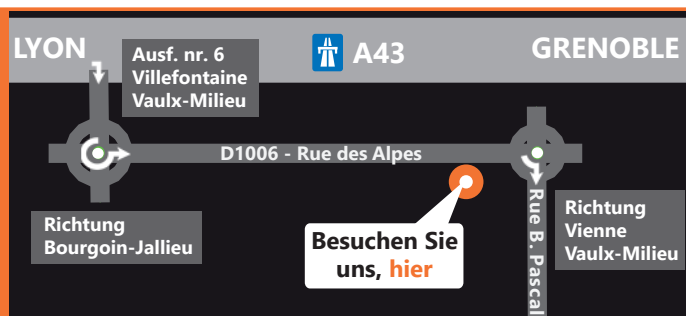 LYON
A43
GRENOBLE
Ausf. nr. 6
Villefontaine
Vaulx-Milieu
D1006 - Rue des Alpes
Richtung
Bourgoin-Jallieu
Besuchen Sie
uns, hier
Rue B. Pascal
Richtung
Vienne
Vaulx-Milieu